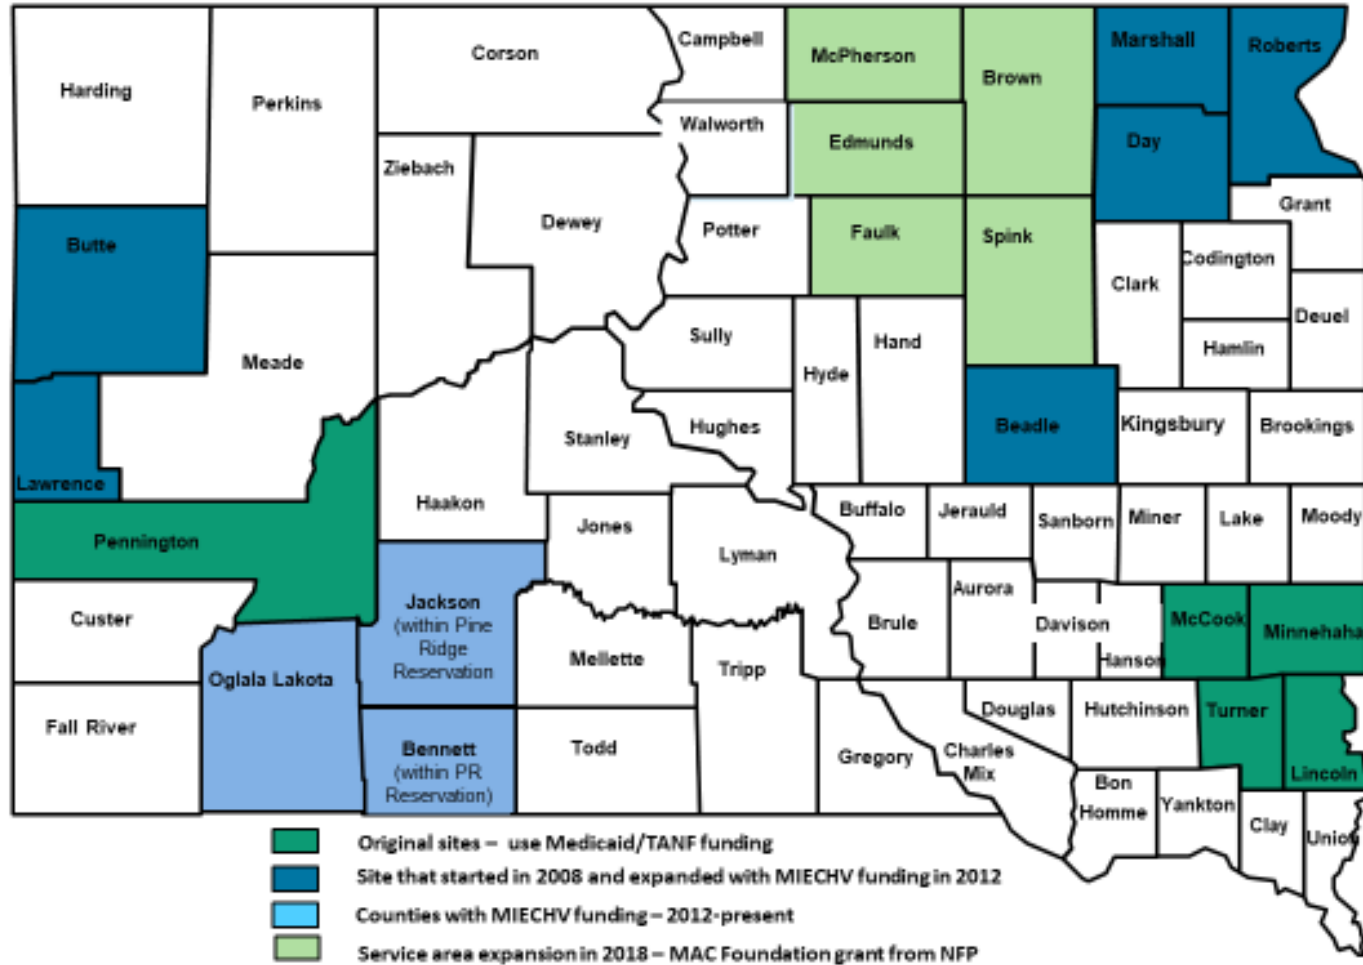 Harding
Perkins
Corson
Campbell
McPherson
Brown
Marshall
Roberts
Walworth
Edmunds
Day
Ziebach
Dewey
Potter
Faulk
Spink
Grant
Butte
Codington
Clark
Deuel
Meade
Sully
Hyde
Hand
Hamlin
Stanley
Hughes
Beadle
Kingsbury
Brookings
Lawrence
Haakon
Jones
Lyman
Buffalo
Jerauld
Sanborn
Miner
Lake
Moody
Pennington
Custer
Jackson
(within Pine
Ridge
Reservation
Mellette
Tripp
Brule
Aurora
Davison
Hanson
McCook
Minnehaha
Oglala Lakota
Fall River
Bennett
(within PR
Reservation)
Todd
Gregory
Charles
Mix
Douglas
Hutchinson
Turner
Lincoln
Bon
Homme
Yankton
Clay
Union
Original sites – use Medicaid/TANF funding
Site that started in 2008 and expanded with MIECHV funding in 2012
Counties with MIECHV funding – 2012-present
Service area expansion in 2018 – MAC Foundation grant from NFP